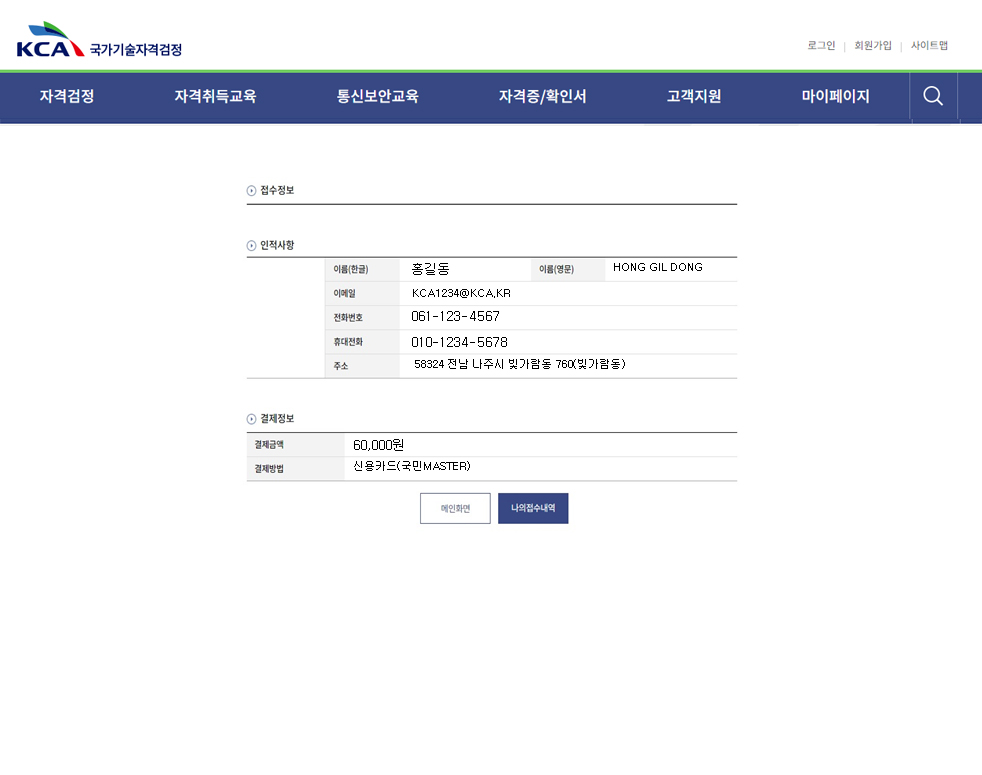 KCA 국가기술자격검정
로그인 | 회원가입 | 사이트맵
자격검정 자격취득교육 통신보안교육 자격증/확인서 고객지원 마이페이지
접수정보
인적사항
이름(한글) 홍길동 이름(영문) HONG GIL DONG
이메일 KCA1234@KCA,KR
전화번호 061-123-4567
휴대전화 010-1234-5678
주소 58324 전남 나주시 빛가람동 760(빛가람동)
결제정보
결제금액 60,000원
결제방법 신용카드(국민MASTER)
메인화면 나의접수내역